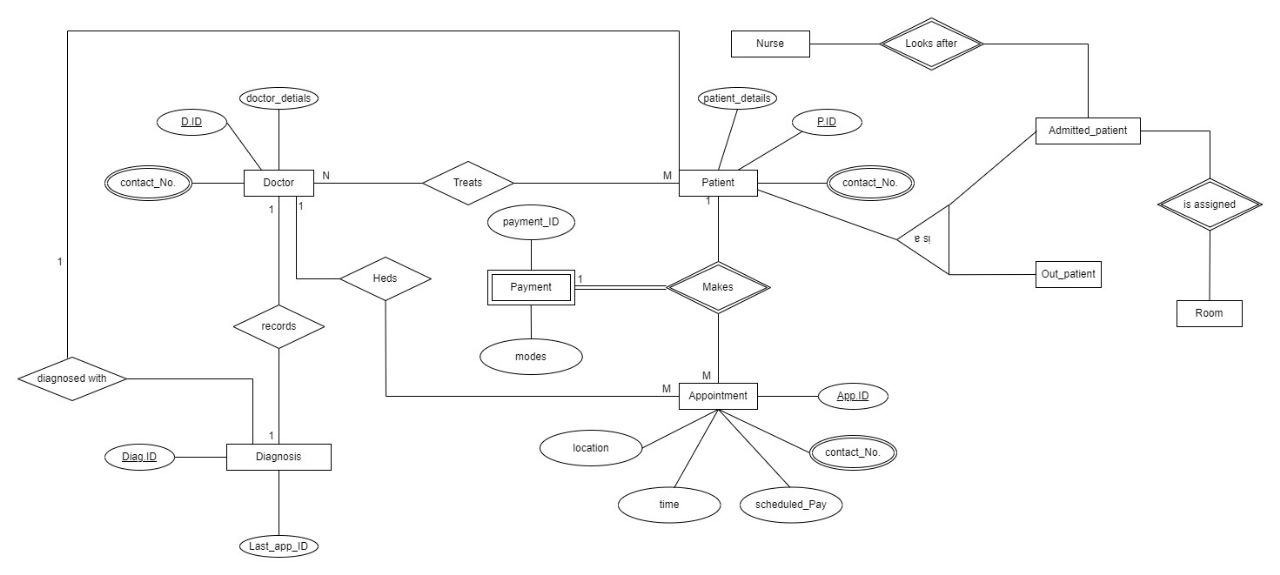 Nurse
Looks after
doctor_detials
patient_details
D.ID
P.ID
Admitted_patient
contact_No.
Doctor
N
Treats
M
Patient
contact_No.
1
1
1
is assigned
payment_ID
is a
1
Heds
1
Payment
Makes
Out_patient
Room
records
modes
diagnosed with
M
M
Appointment
App.ID
1
location
contact_No.
Diag.ID
Diagnosis
time
scheduled_Pay
Last_app_ID